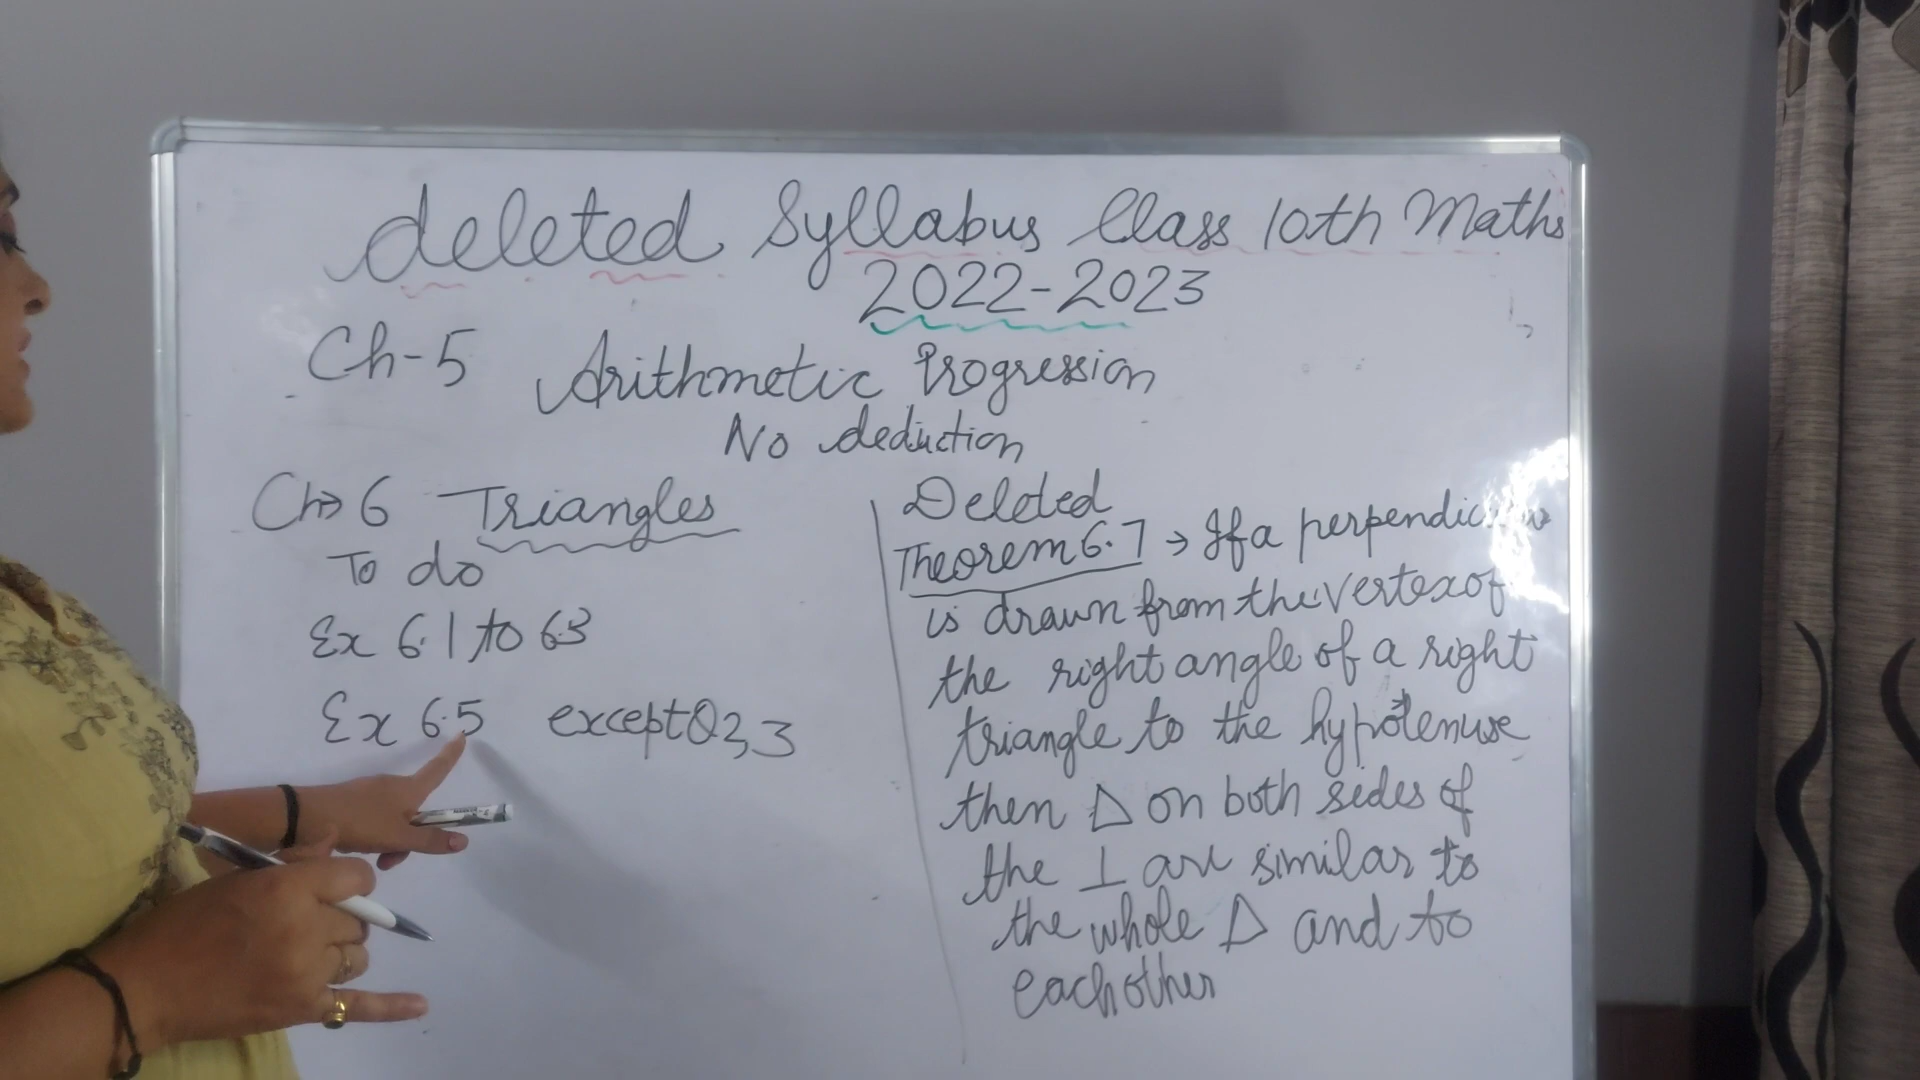 deleted Syllabus Class 10th Maths
2022-2023
Ch-5 Arithmetic Progression
No deduction
Ch→6 Triangles
To do
Ex 6.1 to 6.3
Ex 6.5 except Q 2, 3
Deleted
Theorem 6.7 → If a
is drawn from the vertex of
the right angle of a right
triangle to the hypotenuse
then Δ on both sides of
the ⊥ are similar to
the whole Δ and to
each other